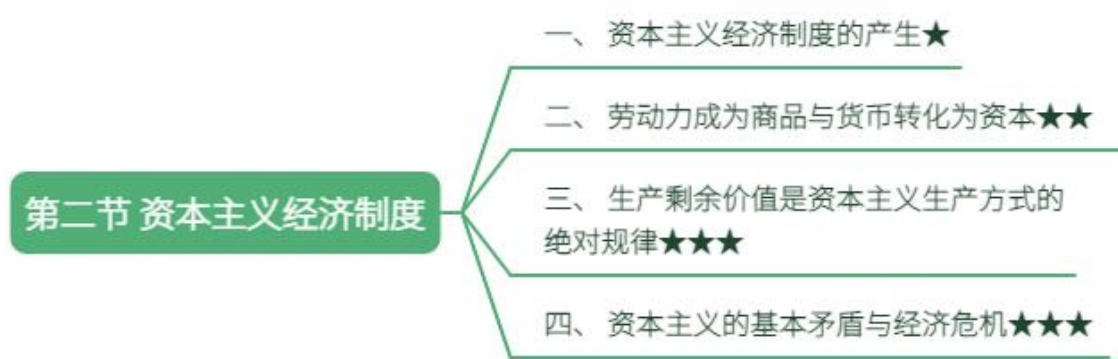 第二节 资本主义经济制度
一、 资本主义经济制度的产生★
二、 劳动力成为商品与货币转化为资本★★
三、 生产剩余价值是资本主义生产方式的
绝对规律★★★
四、 资本主义的基本矛盾与经济危机★★★